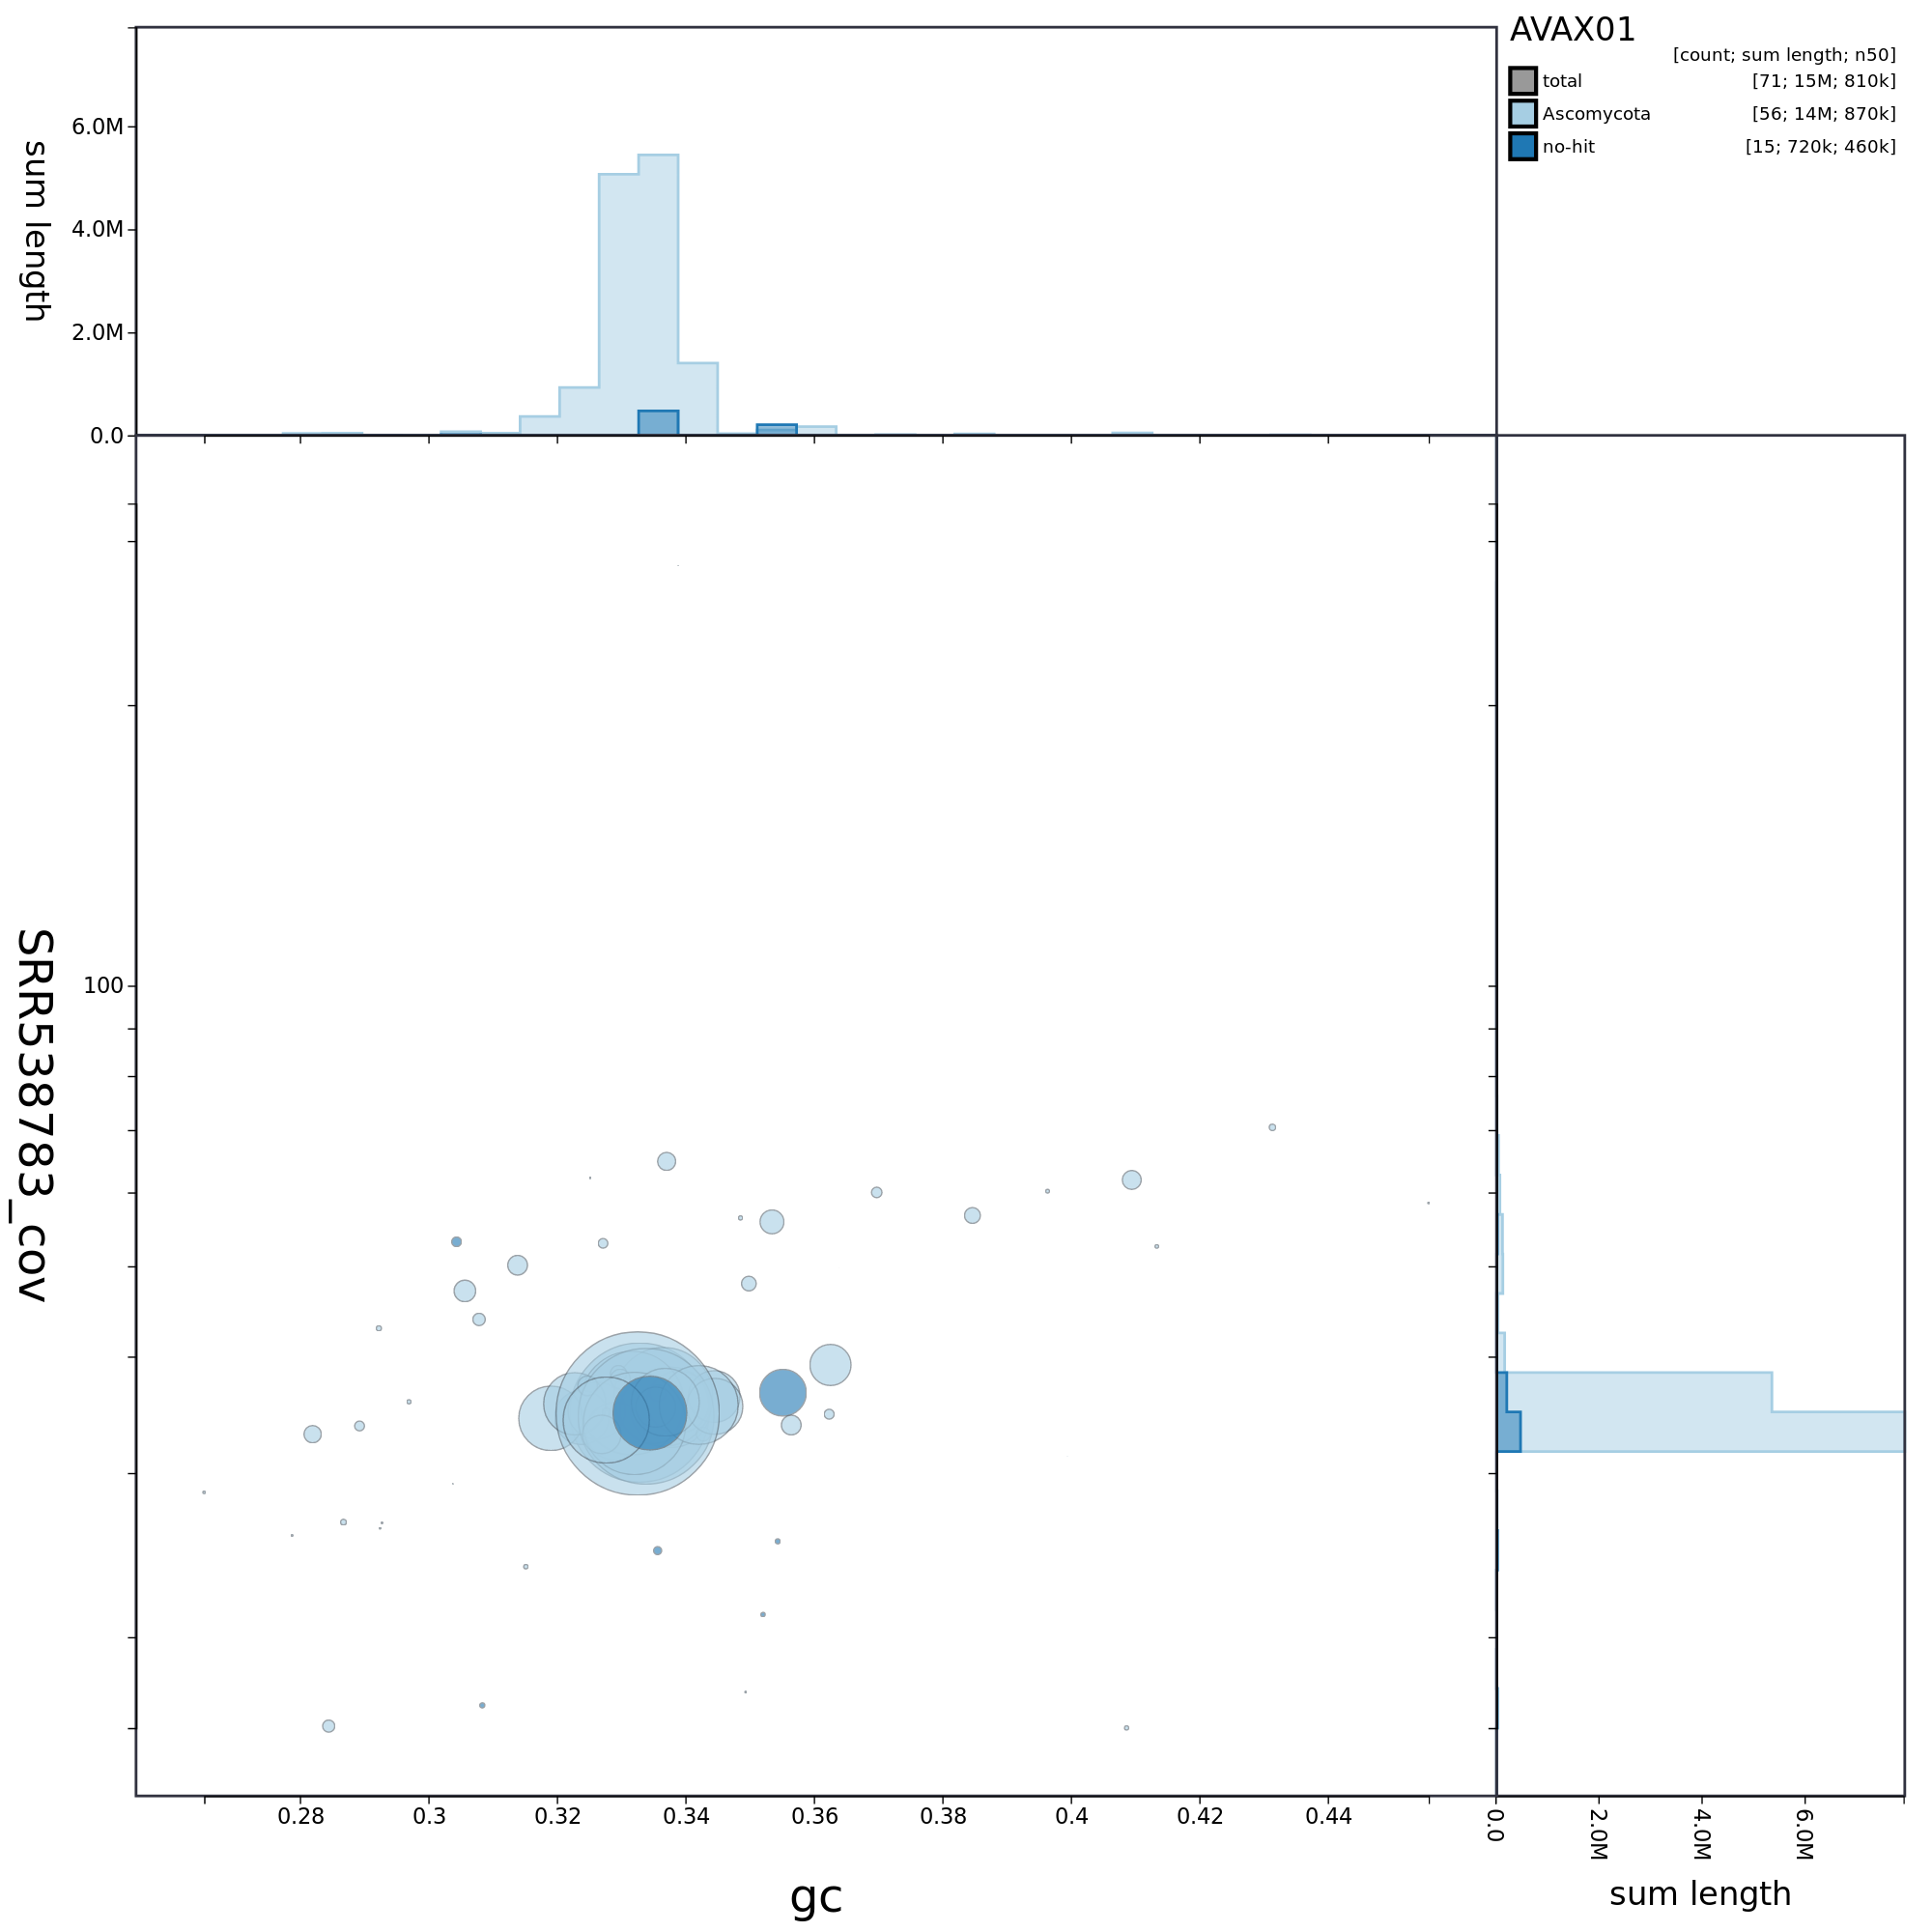 AVAX01
[count; sum length; n50]
total [71; 15M; 810k]
Ascomycota [56; 14M; 870k]
no-hit [15; 720k; 460k]
sum length
6.0M
4.0M
2.0M
0.0
SRR538783_cov
100
0.28 0.3 0.32 0.34 0.36 0.38 0.4 0.42 0.44
gc
0.0 2.0M 4.0M 6.0M
sum length